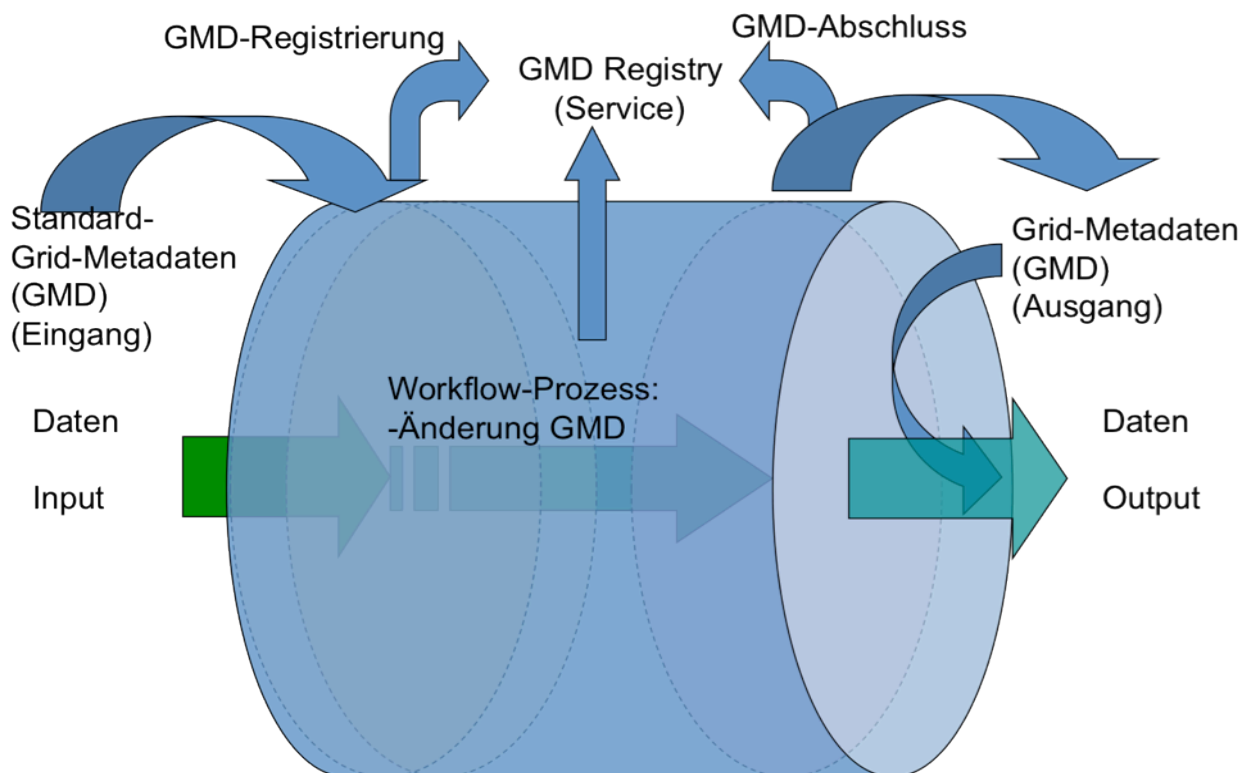 GMD-Registrierung
GMD-Abschluss
GMD Registry
(Service)
Standard-
Grid-Metadaten
(GMD)
(Eingang)
Grid-Metadaten
(GMD)
(Ausgang)
Workflow-Prozess:
-Änderung GMD
Daten
Input
Daten
Output